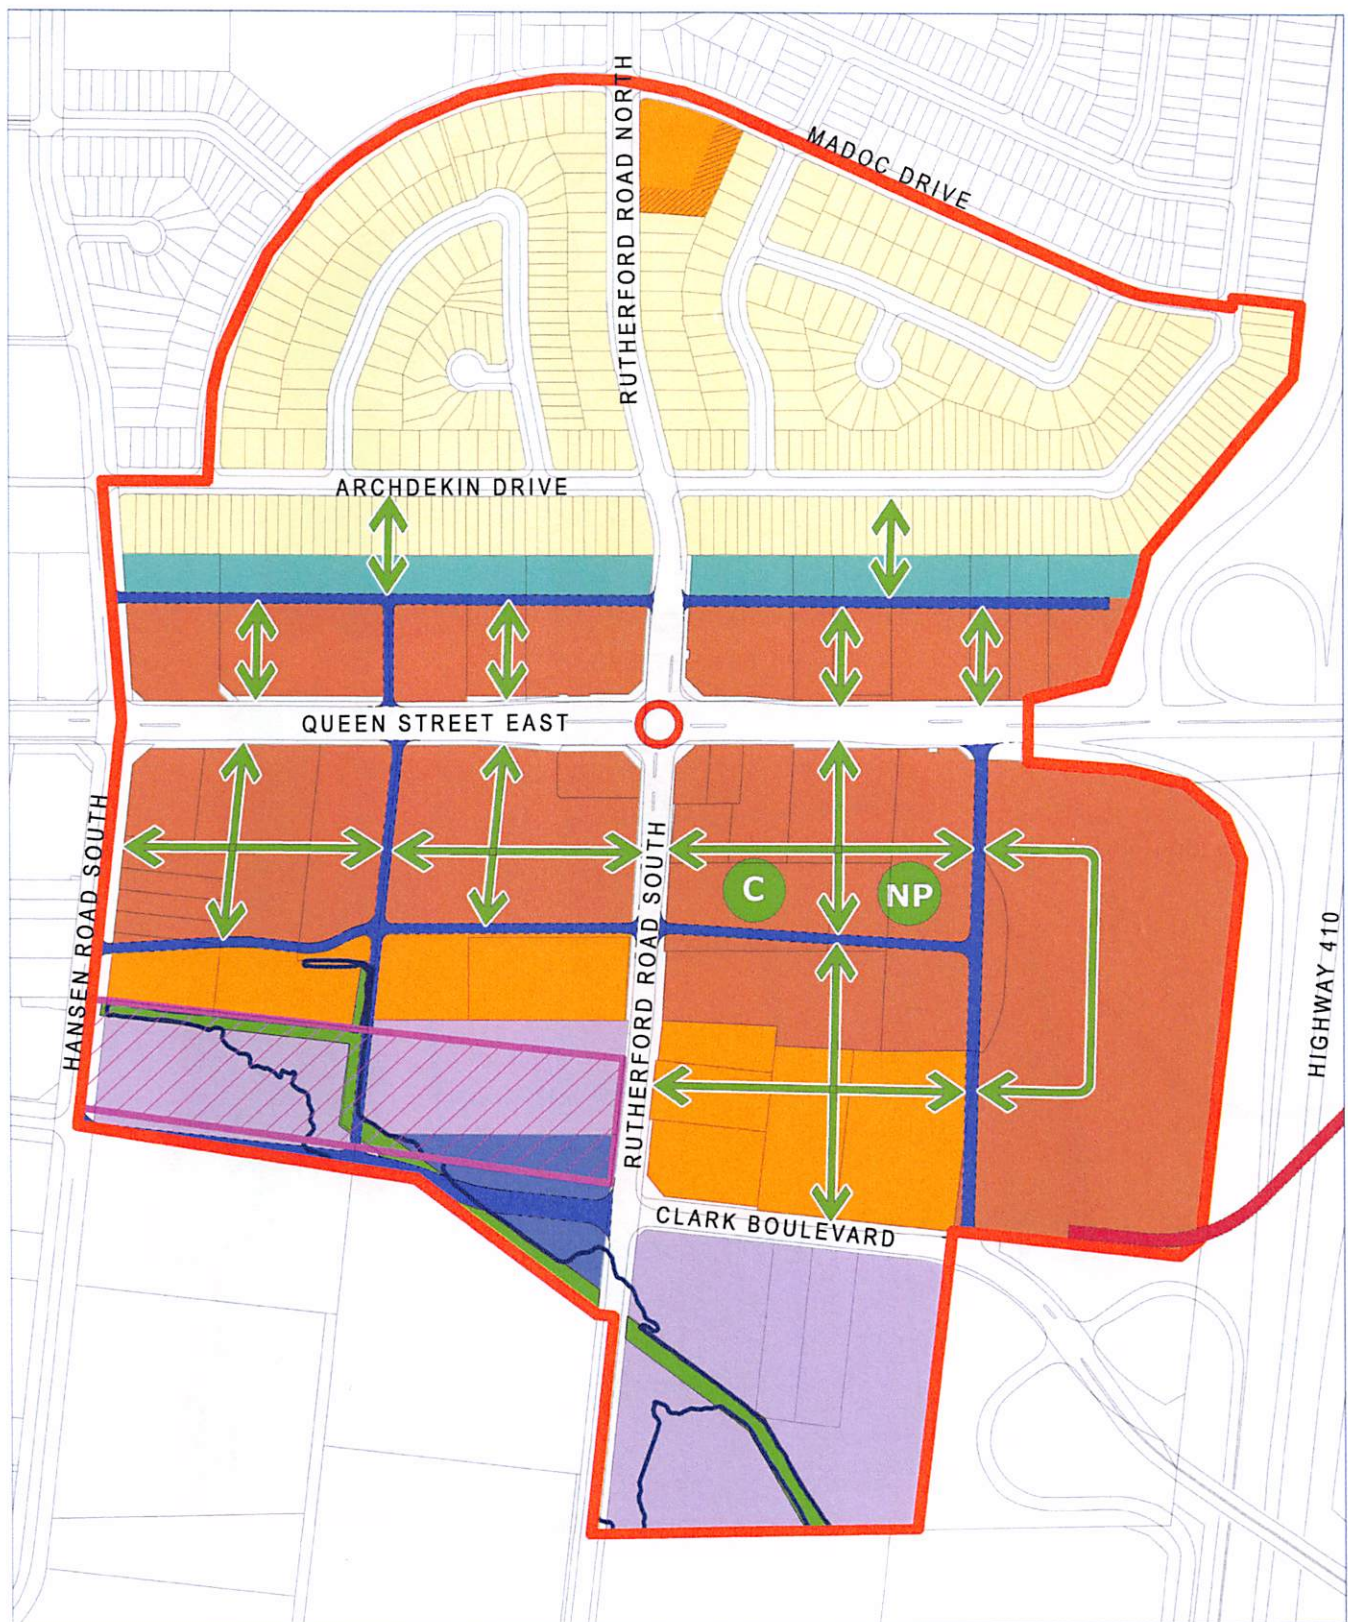 RUTHERFORD ROAD NORTH
MADOC DRIVE
ARCHDEKIN DRIVE
QUEEN STREET EAST
HANSEN ROAD SOUTH
RUTHERFORD ROAD SOUTH
C
NP
HIGHWAY 410
CLARK BOULEVARD